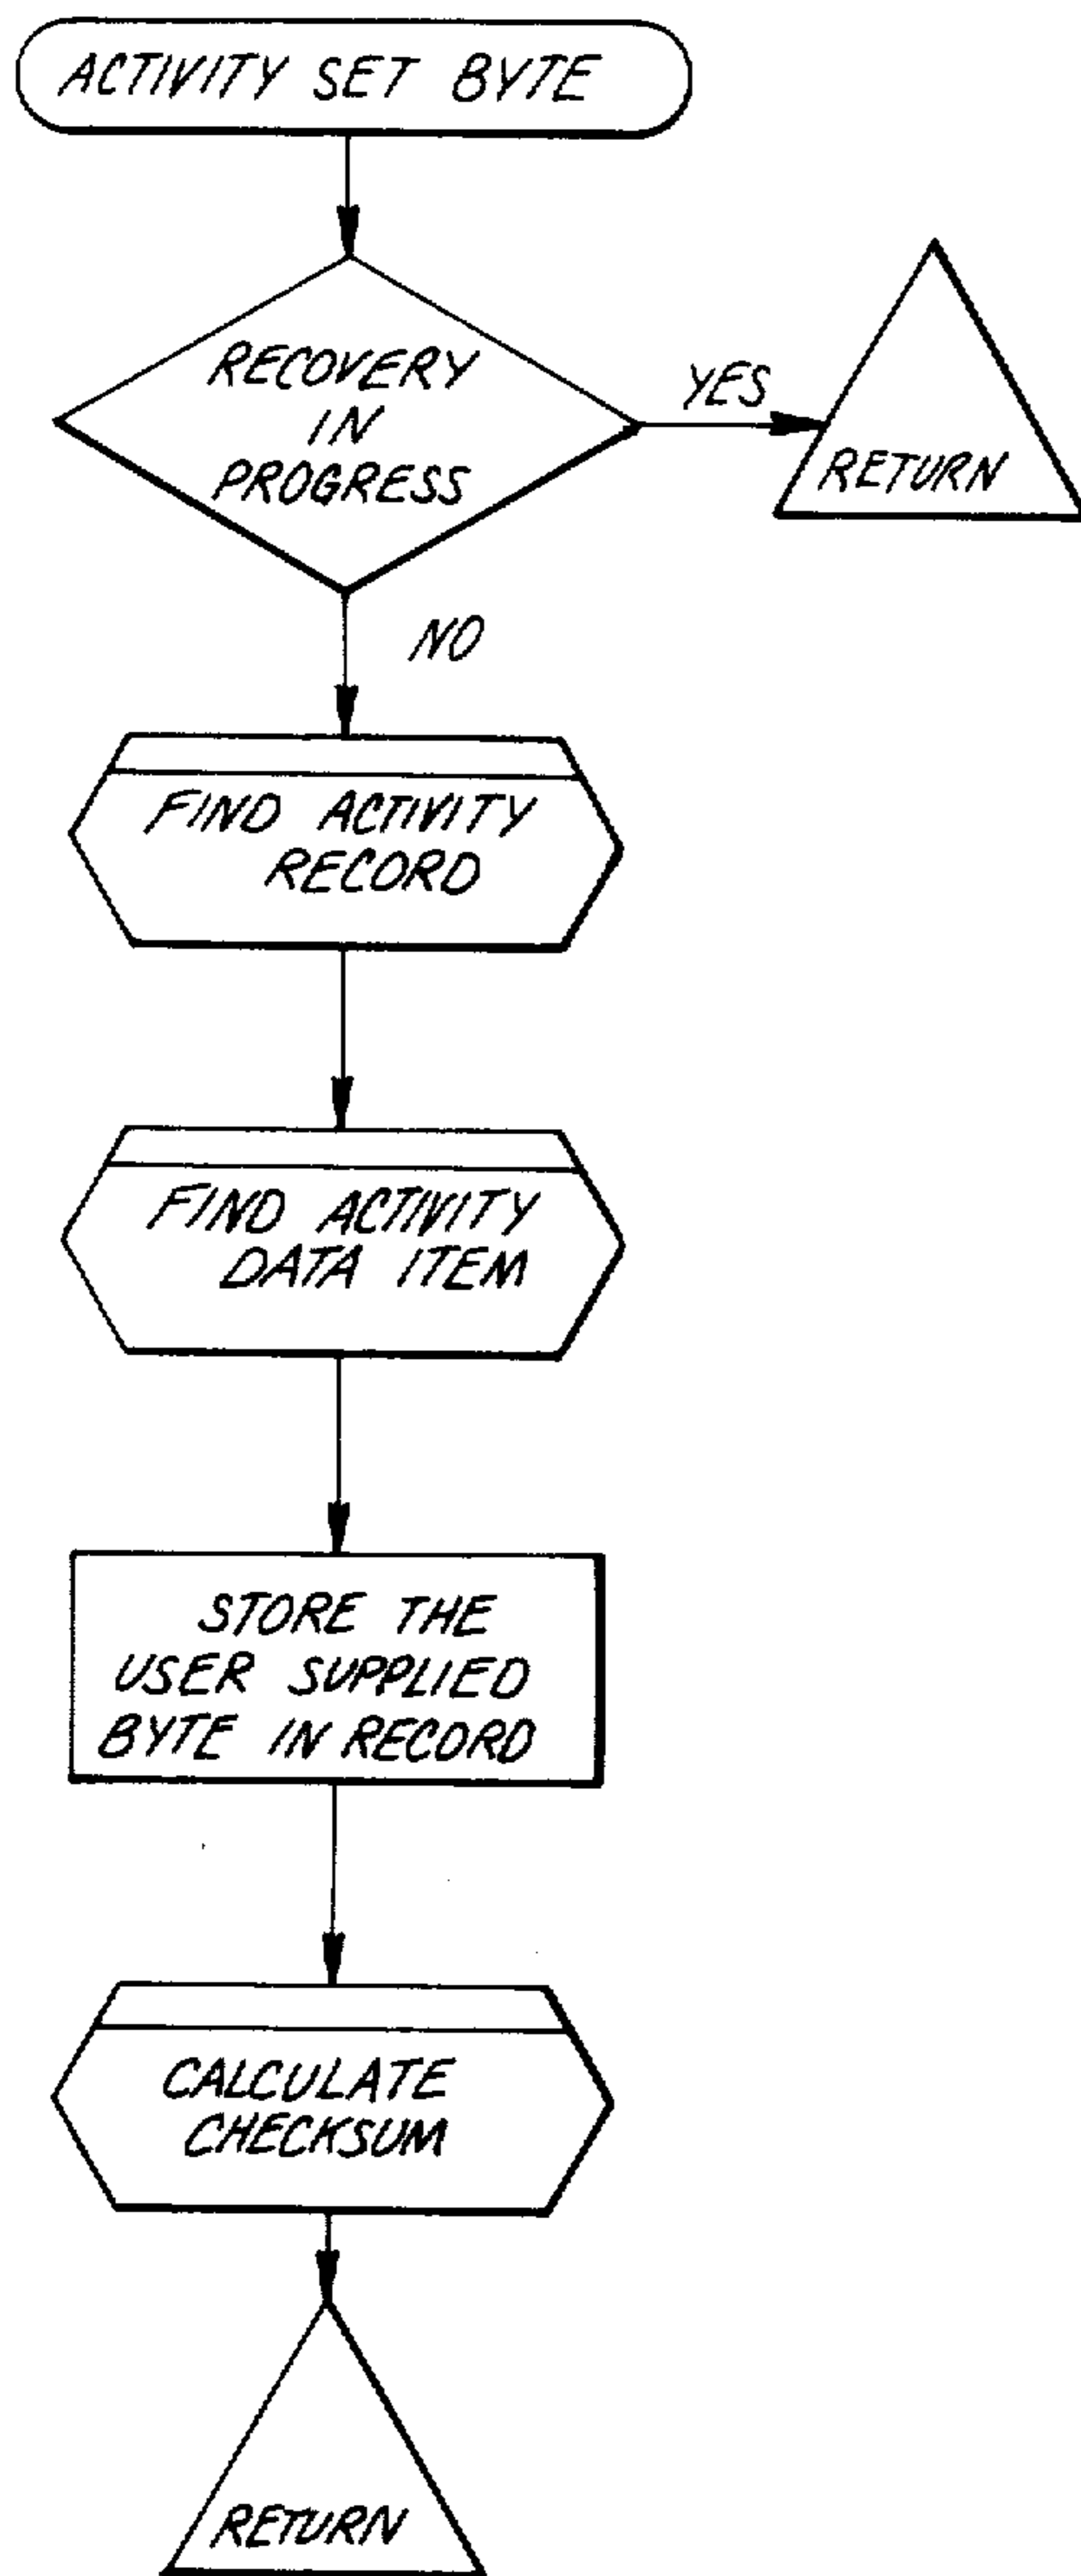 ACTIVITY SET BYTE
RECOVERY
IN
PROGRESS
YES
RETURN
NO
FIND ACTIVITY
RECORD
FIND ACTIVITY
DATA ITEM
STORE THE
USER SUPPLIED
BYTE IN RECORD
CALCULATE
CHECKSUM
RETURN